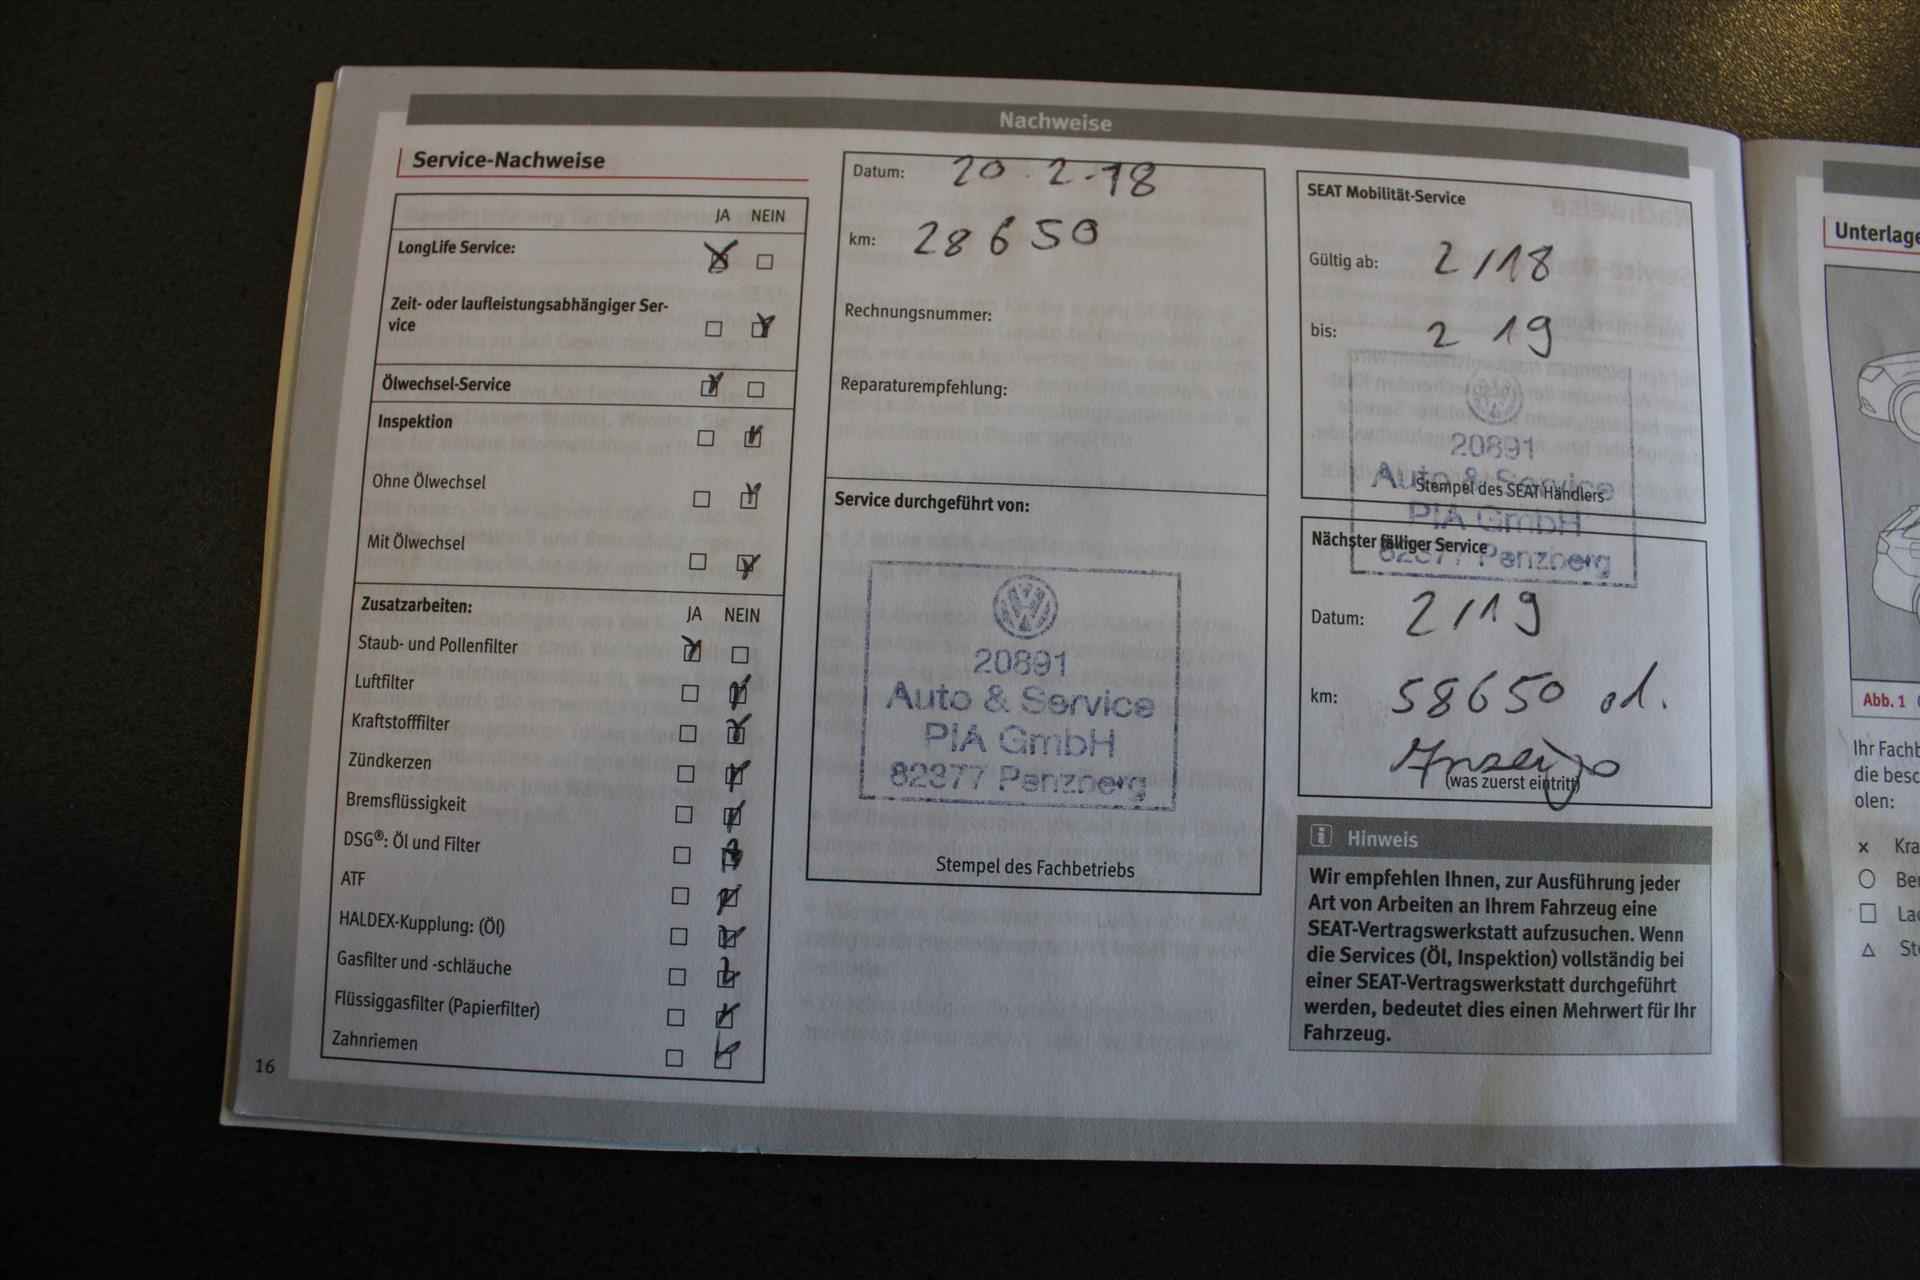 Nachweise
Service-Nachweise
JA NEIN
LongLife Service:
Zeit- oder laufleistungsabhängiger Ser-
vice
Ölwechsel-Service
Inspektion
Ohne Ölwechsel
Mit Ölwechsel
Zusatzarbeiten: JA NEIN
Staub- und Pollenfilter
Luftfilter
Kraftstofffilter
Zündkerzen
Bremsflüssigkeit
DSG®: Öl und Filter
ATF
HALDEX-Kupplung: (Öl)
Gasfilter und -schläuche
Flüssiggasfilter (Papierfilter)
Zahnriemen
16
Datum: 20.2.18
km: 28650
Rechnungsnummer:
Reparaturempfehlung:
Service durchgeführt von:
20891
Auto & Service
PIA GmbH
82377 Penzberg
Stempel des Fachbetriebs
SEAT Mobilität-Service
Gültig ab: 2/18
bis: 2 19
20891
Auto & Service
Stempel des SEAT Händlers
PIA GmbH
Nächster fälliger Service
82377 Penzberg
Datum: 2/19
km: 58650 od.
Anzeige
(was zuerst eintritt)
Hinweis
Wir empfehlen Ihnen, zur Ausführung jeder
Art von Arbeiten an Ihrem Fahrzeug eine
SEAT-Vertragswerkstatt aufzusuchen. Wenn
die Services (Öl, Inspektion) vollständig bei
einer SEAT-Vertragswerkstatt durchgeführt
werden, bedeutet dies einen Mehrwert für Ihr
Fahrzeug.
Unterlage
Abb. 1
Ihr Fachb
die besc
olen:
x Kra
Be
La
St